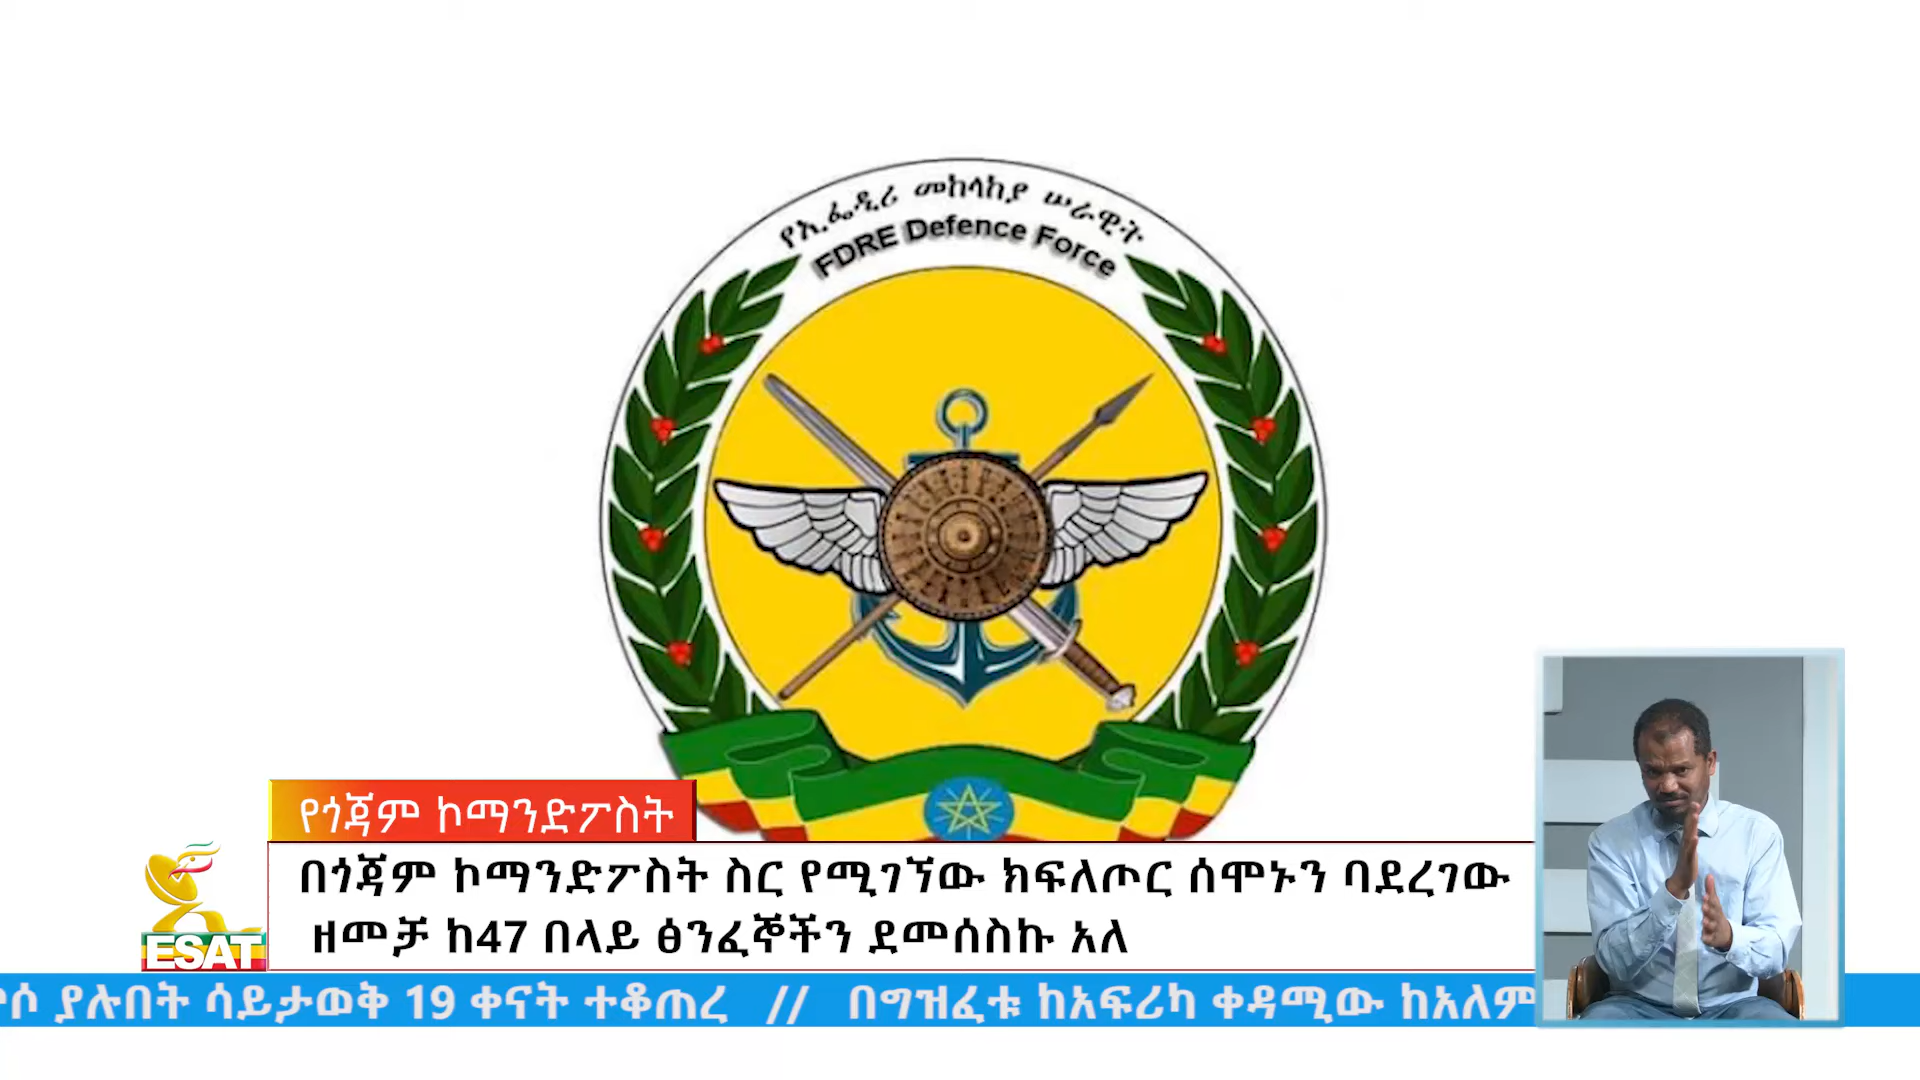 የኢ.ፌ.ዲ.ሪ መከላከያ ሠራዊት
FDRE Defence Force
የጎጃም ኮማንድፖስት
በጎጃም ኮማንድፖስት ስር የሚገኘው ክፍለጦር ሰሞኑን ባደረገው
ዘመቻ ከ47 በላይ ፅንፈኞችን ደመሰስኩ አለ
ESAT
ያሉበት ሳይታወቅ 19 ቀናት ተቆጠረ // በግዝፈቱ ከአፍሪካ ቀዳሚው ከአለም